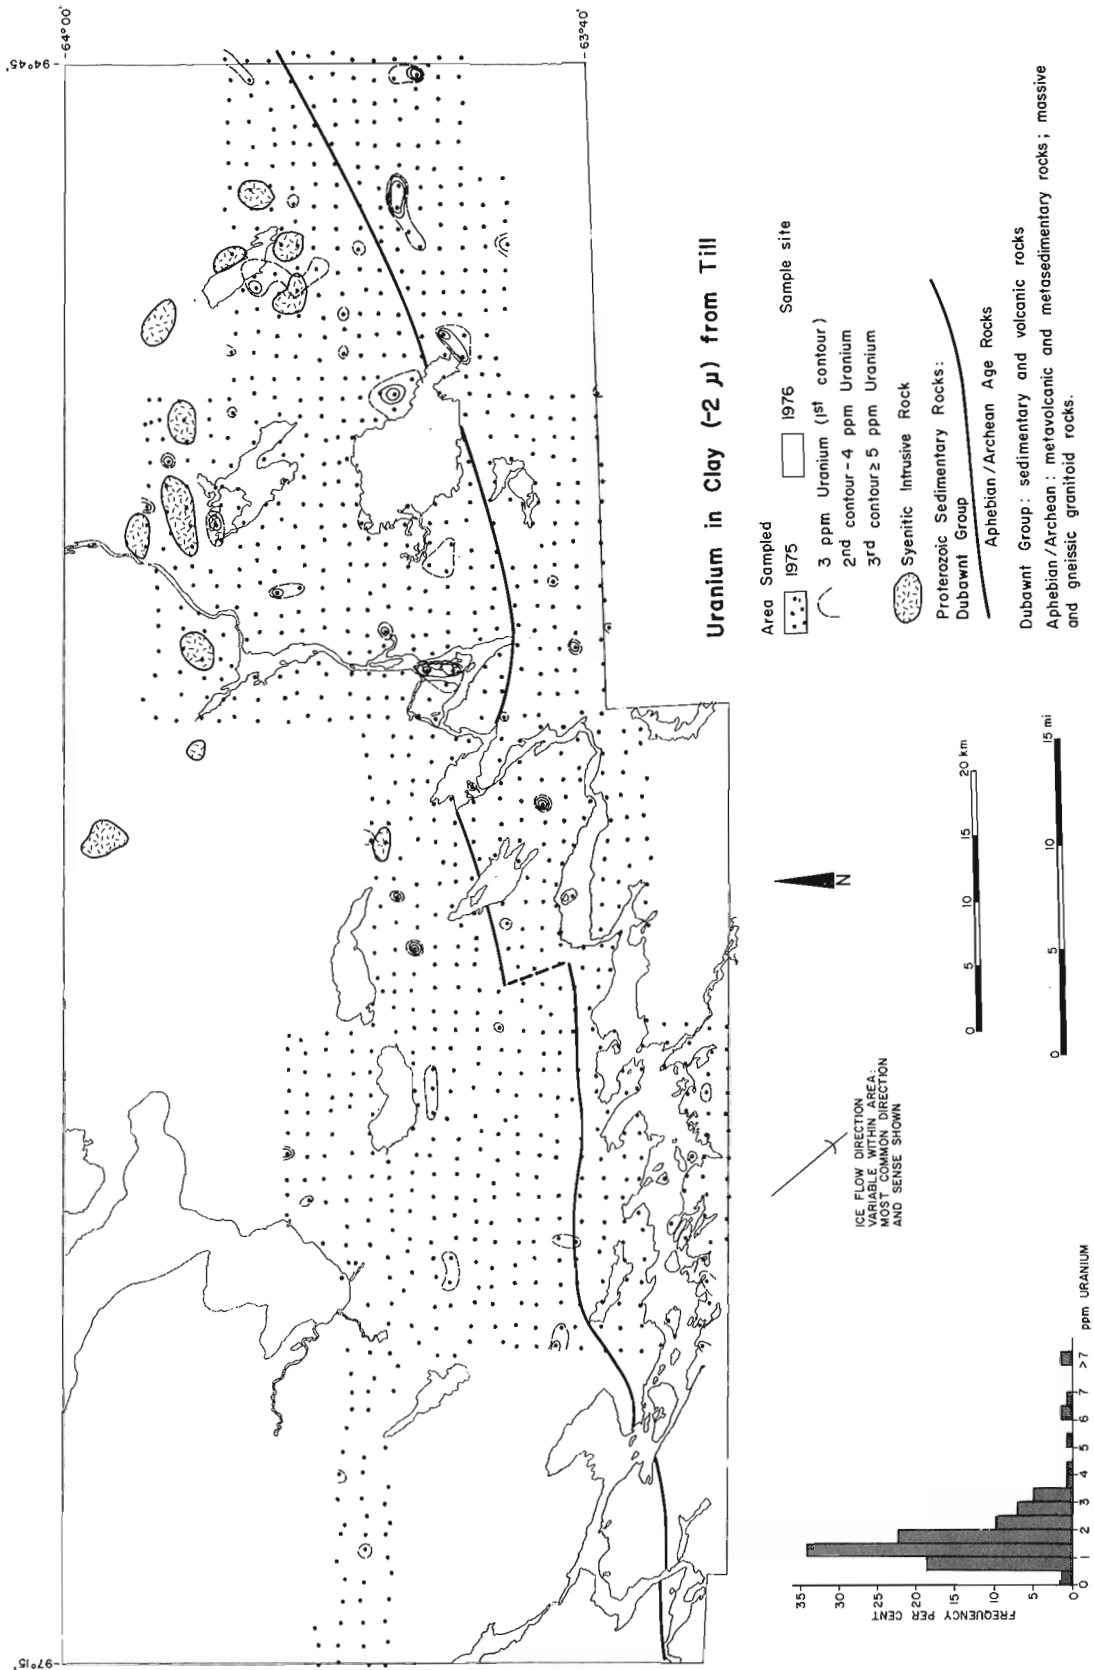 64°00'
94°45'
63°40'
97°15'
Uranium in Clay (-2 μ) from Till
Area Sampled
1975
1976
Sample site
3 ppm Uranium (1st contour)
2nd contour - 4 ppm Uranium
3rd contour ≥ 5 ppm Uranium
Syenitic Intrusive Rock
Proterozoic Sedimentary Rocks:
Dubawnt Group
Aphebian/Archean Age Rocks
Dubawnt Group: sedimentary and volcanic rocks
Aphebian/Archean: metavolcanic and metasedimentary rocks; massive
and gneissic granitoid rocks.
N
0 5 10 15 20 km
0 5 10 15 mi
ICE FLOW DIRECTION
VARIABLE WITHIN AREA:
MOST COMMON DIRECTION
AND SENSE SHOWN
FREQUENCY PER CENT
35
30
25
20
15
10
5
0
0 1 2 3 4 5 6 7 >7
ppm URANIUM